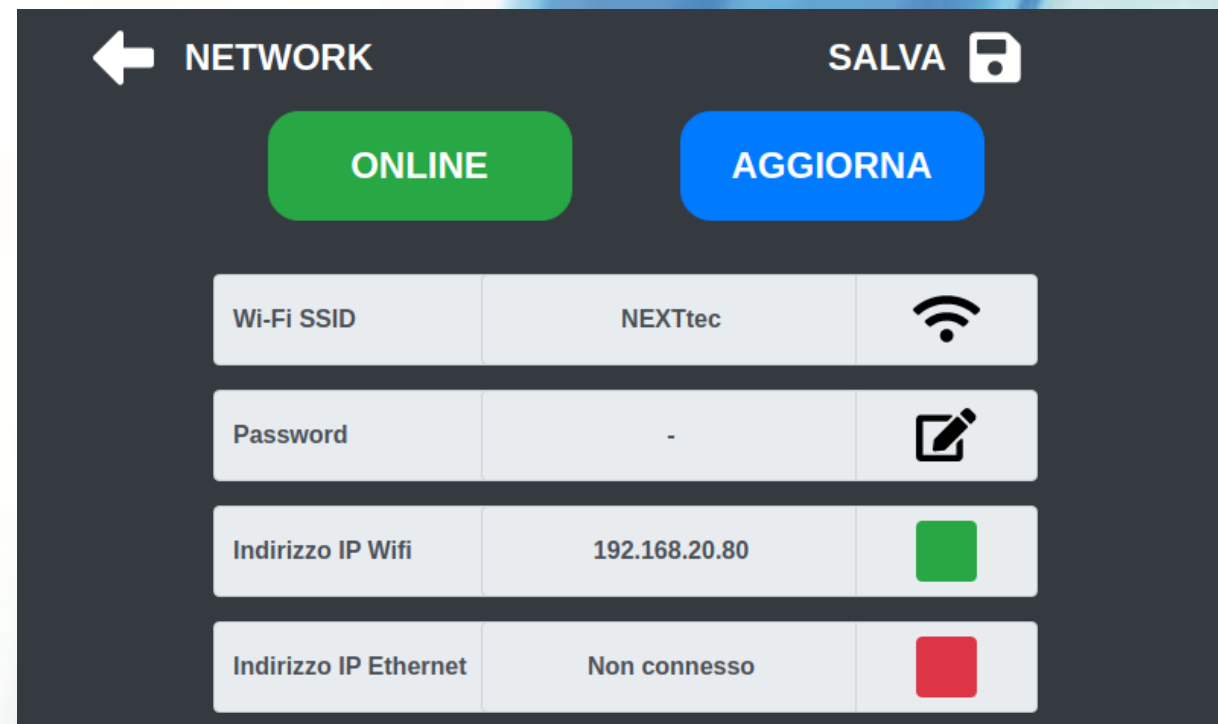 NETWORK SALVA
ONLINE AGGIORNA
Wi-Fi SSID NEXTtec
Password -
Indirizzo IP Wifi 192.168.20.80
Indirizzo IP Ethernet Non connesso